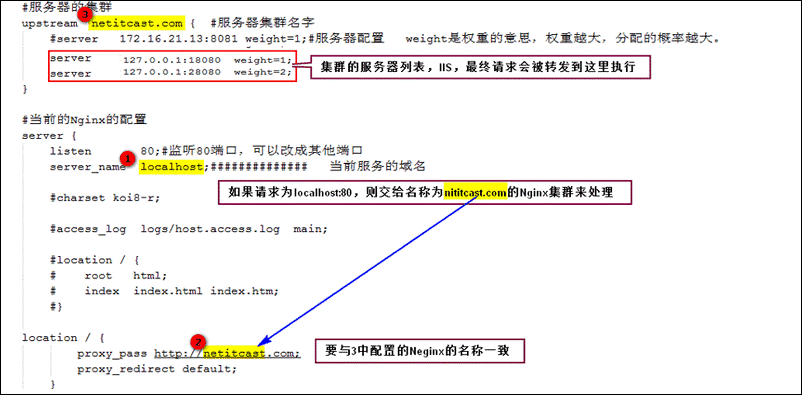 #服务器的集群
3
upstream netitcast.com { #服务器集群名字
#server 172.16.21.13:8081 weight=1;#服务器配置 weight是权重的意思，权重越大，分配的概率越大。
server 127.0.0.1:18080 weight=1;
server 127.0.0.1:28080 weight=2;
集群的服务器列表，IIS，最终请求会被转发到这里执行
}
#当前的Nginx的配置
server {
listen 80;#监听80端口，可以改成其他端口
1
server_name localhost;############## 当前服务的域名
如果请求为localhost:80，则交给名称为nititcast.com的Nginx集群来处理
#charset koi8-r;
#access_log logs/host.access.log main;
#location / {
# root html;
# index index.html index.htm;
#}
location / {
2
proxy_pass http://netitcast.com;
要与3中配置的Neginx的名称一致
proxy_redirect default;
}